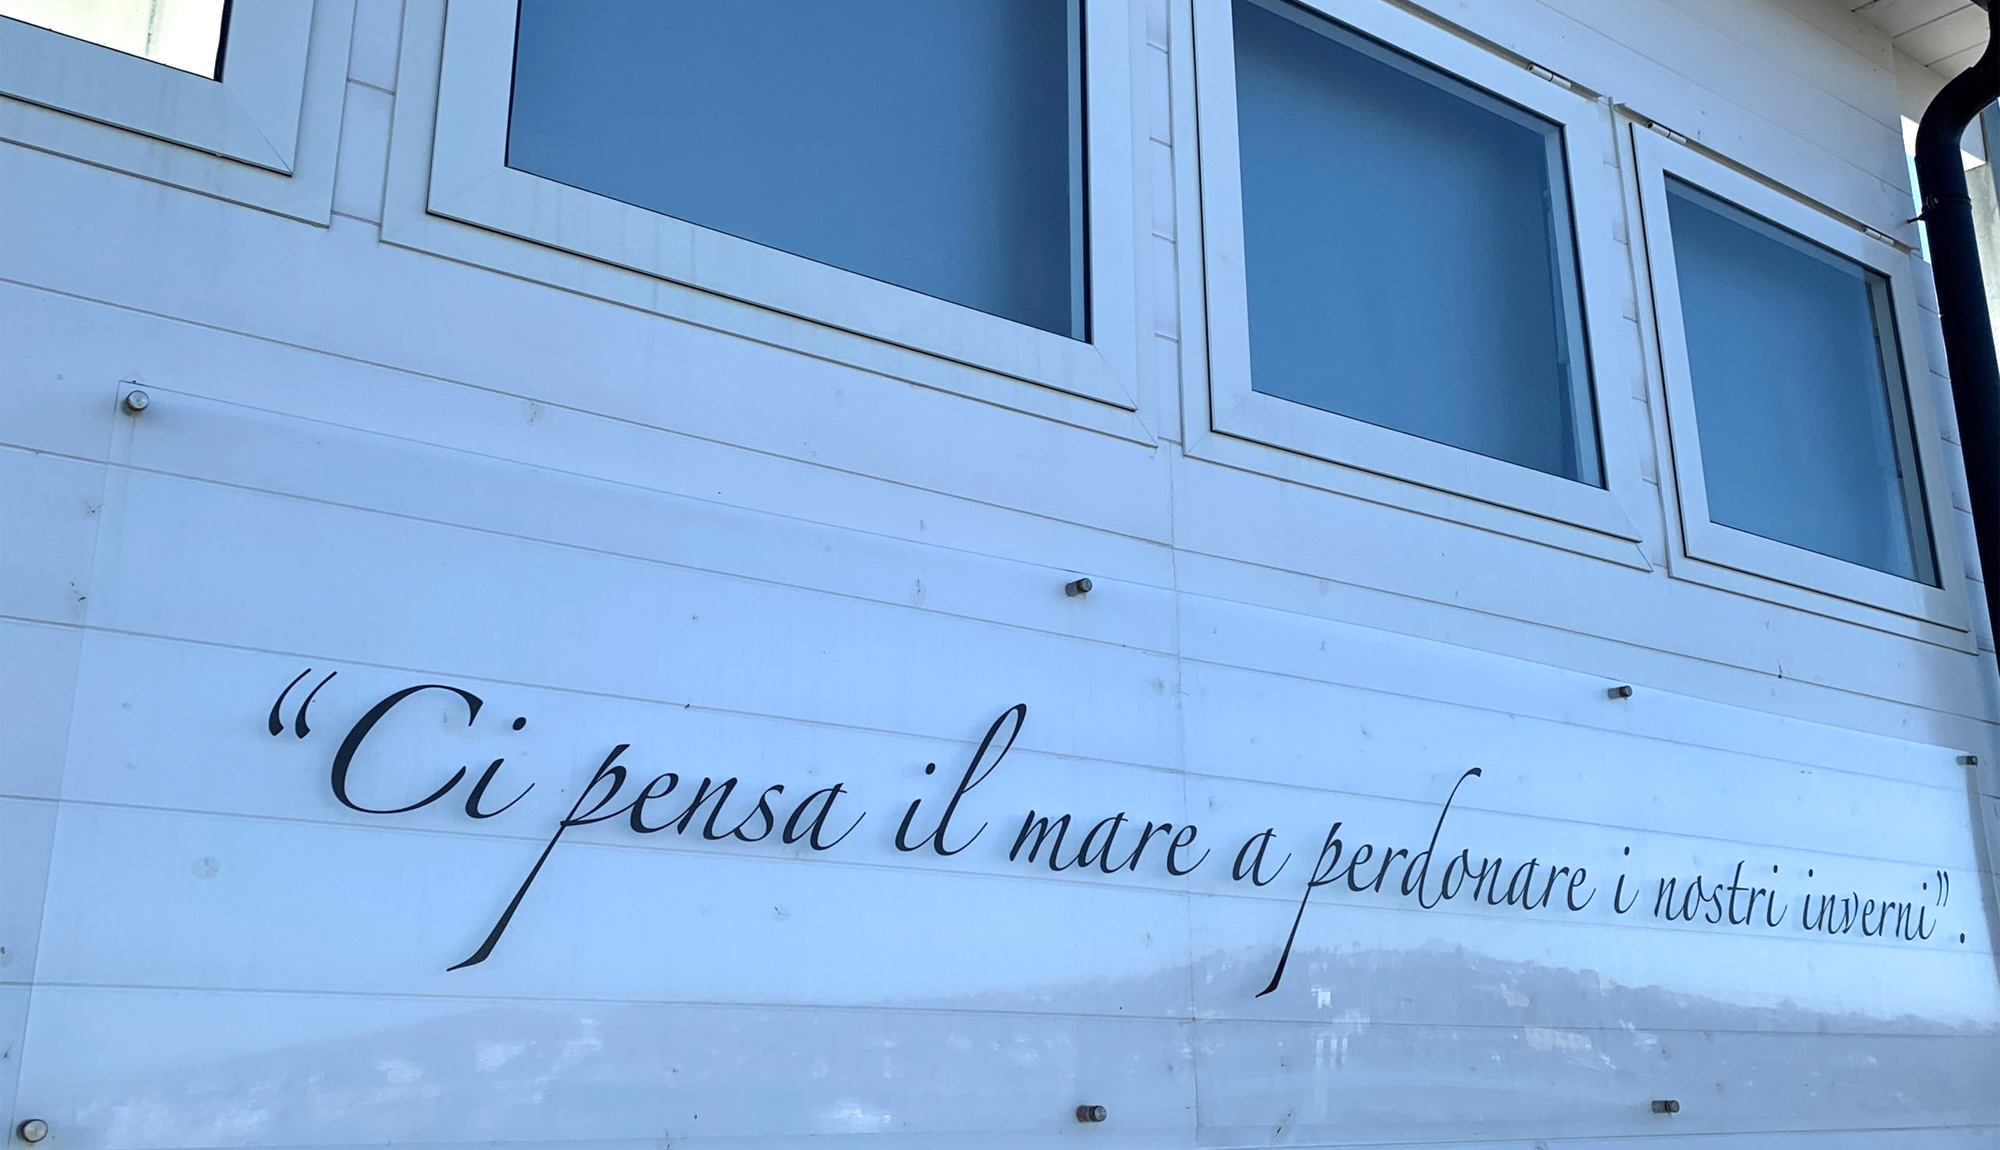 “Ci pensa il mare a perdonare i nostri inverni”.